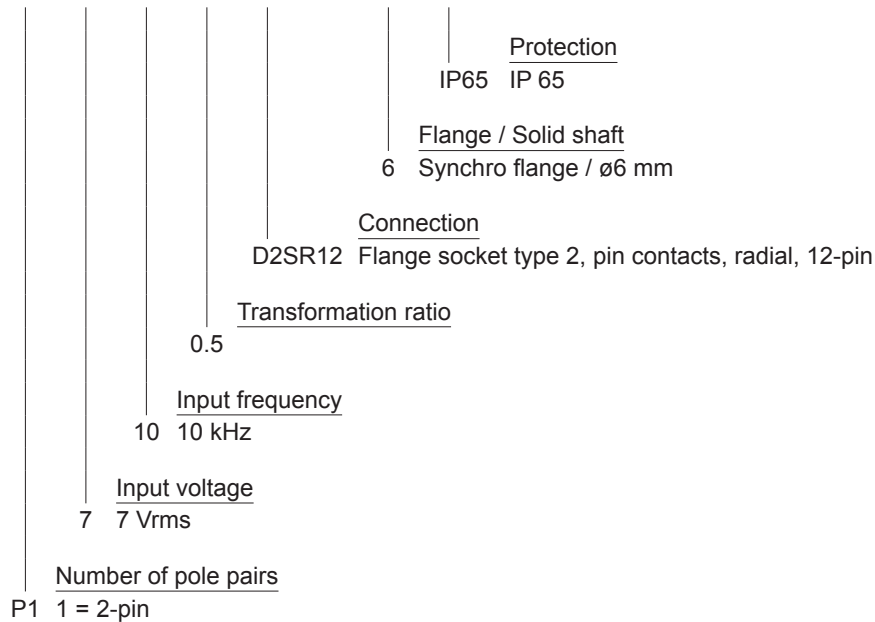 Protection
IP65 IP 65
Flange / Solid shaft
6 Synchro flange / ø6 mm
Connection
D2SR12 Flange socket type 2, pin contacts, radial, 12-pin
Transformation ratio
0.5
Input frequency
10 10 kHz
Input voltage
7 7 Vrms
Number of pole pairs
P1 1 = 2-pin